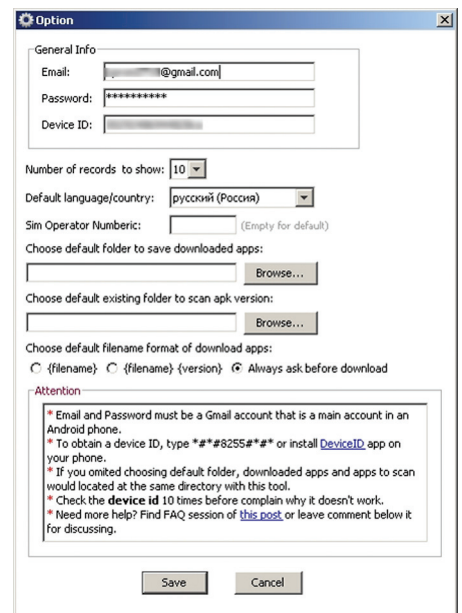 Option
General Info
Email: @gmail.com
Password: **********
Device ID:
Number of records to show: 10
Default language/country: русский (Россия)
Sim Operator Numberic: (Empty for default)
Choose default folder to save downloaded apps:
Browse...
Choose default existing folder to scan apk version:
Browse...
Choose default filename format of download apps:
{filename} {filename} {version} Always ask before download
Attention
* Email and Password must be a Gmail account that is a main account in an
Android phone.
* To obtain a device ID, type *#*#8255#*#* or install DeviceID app on
your phone.
* If you omited choosing default folder, downloaded apps and apps to scan
would located at the same directory with this tool.
* Check the device id 10 times before complain why it doesn't work.
* Need more help? Find FAQ session of this post or leave comment below it
for discussing.
Save Cancel